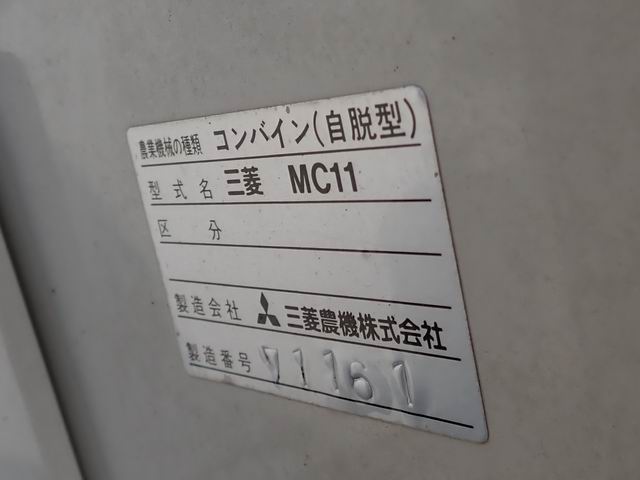 農業機械の種類 コンバイン(自脱型)
型式名 三菱 MC11
区分
製造会社 三菱農機株式会社
製造番号 71161